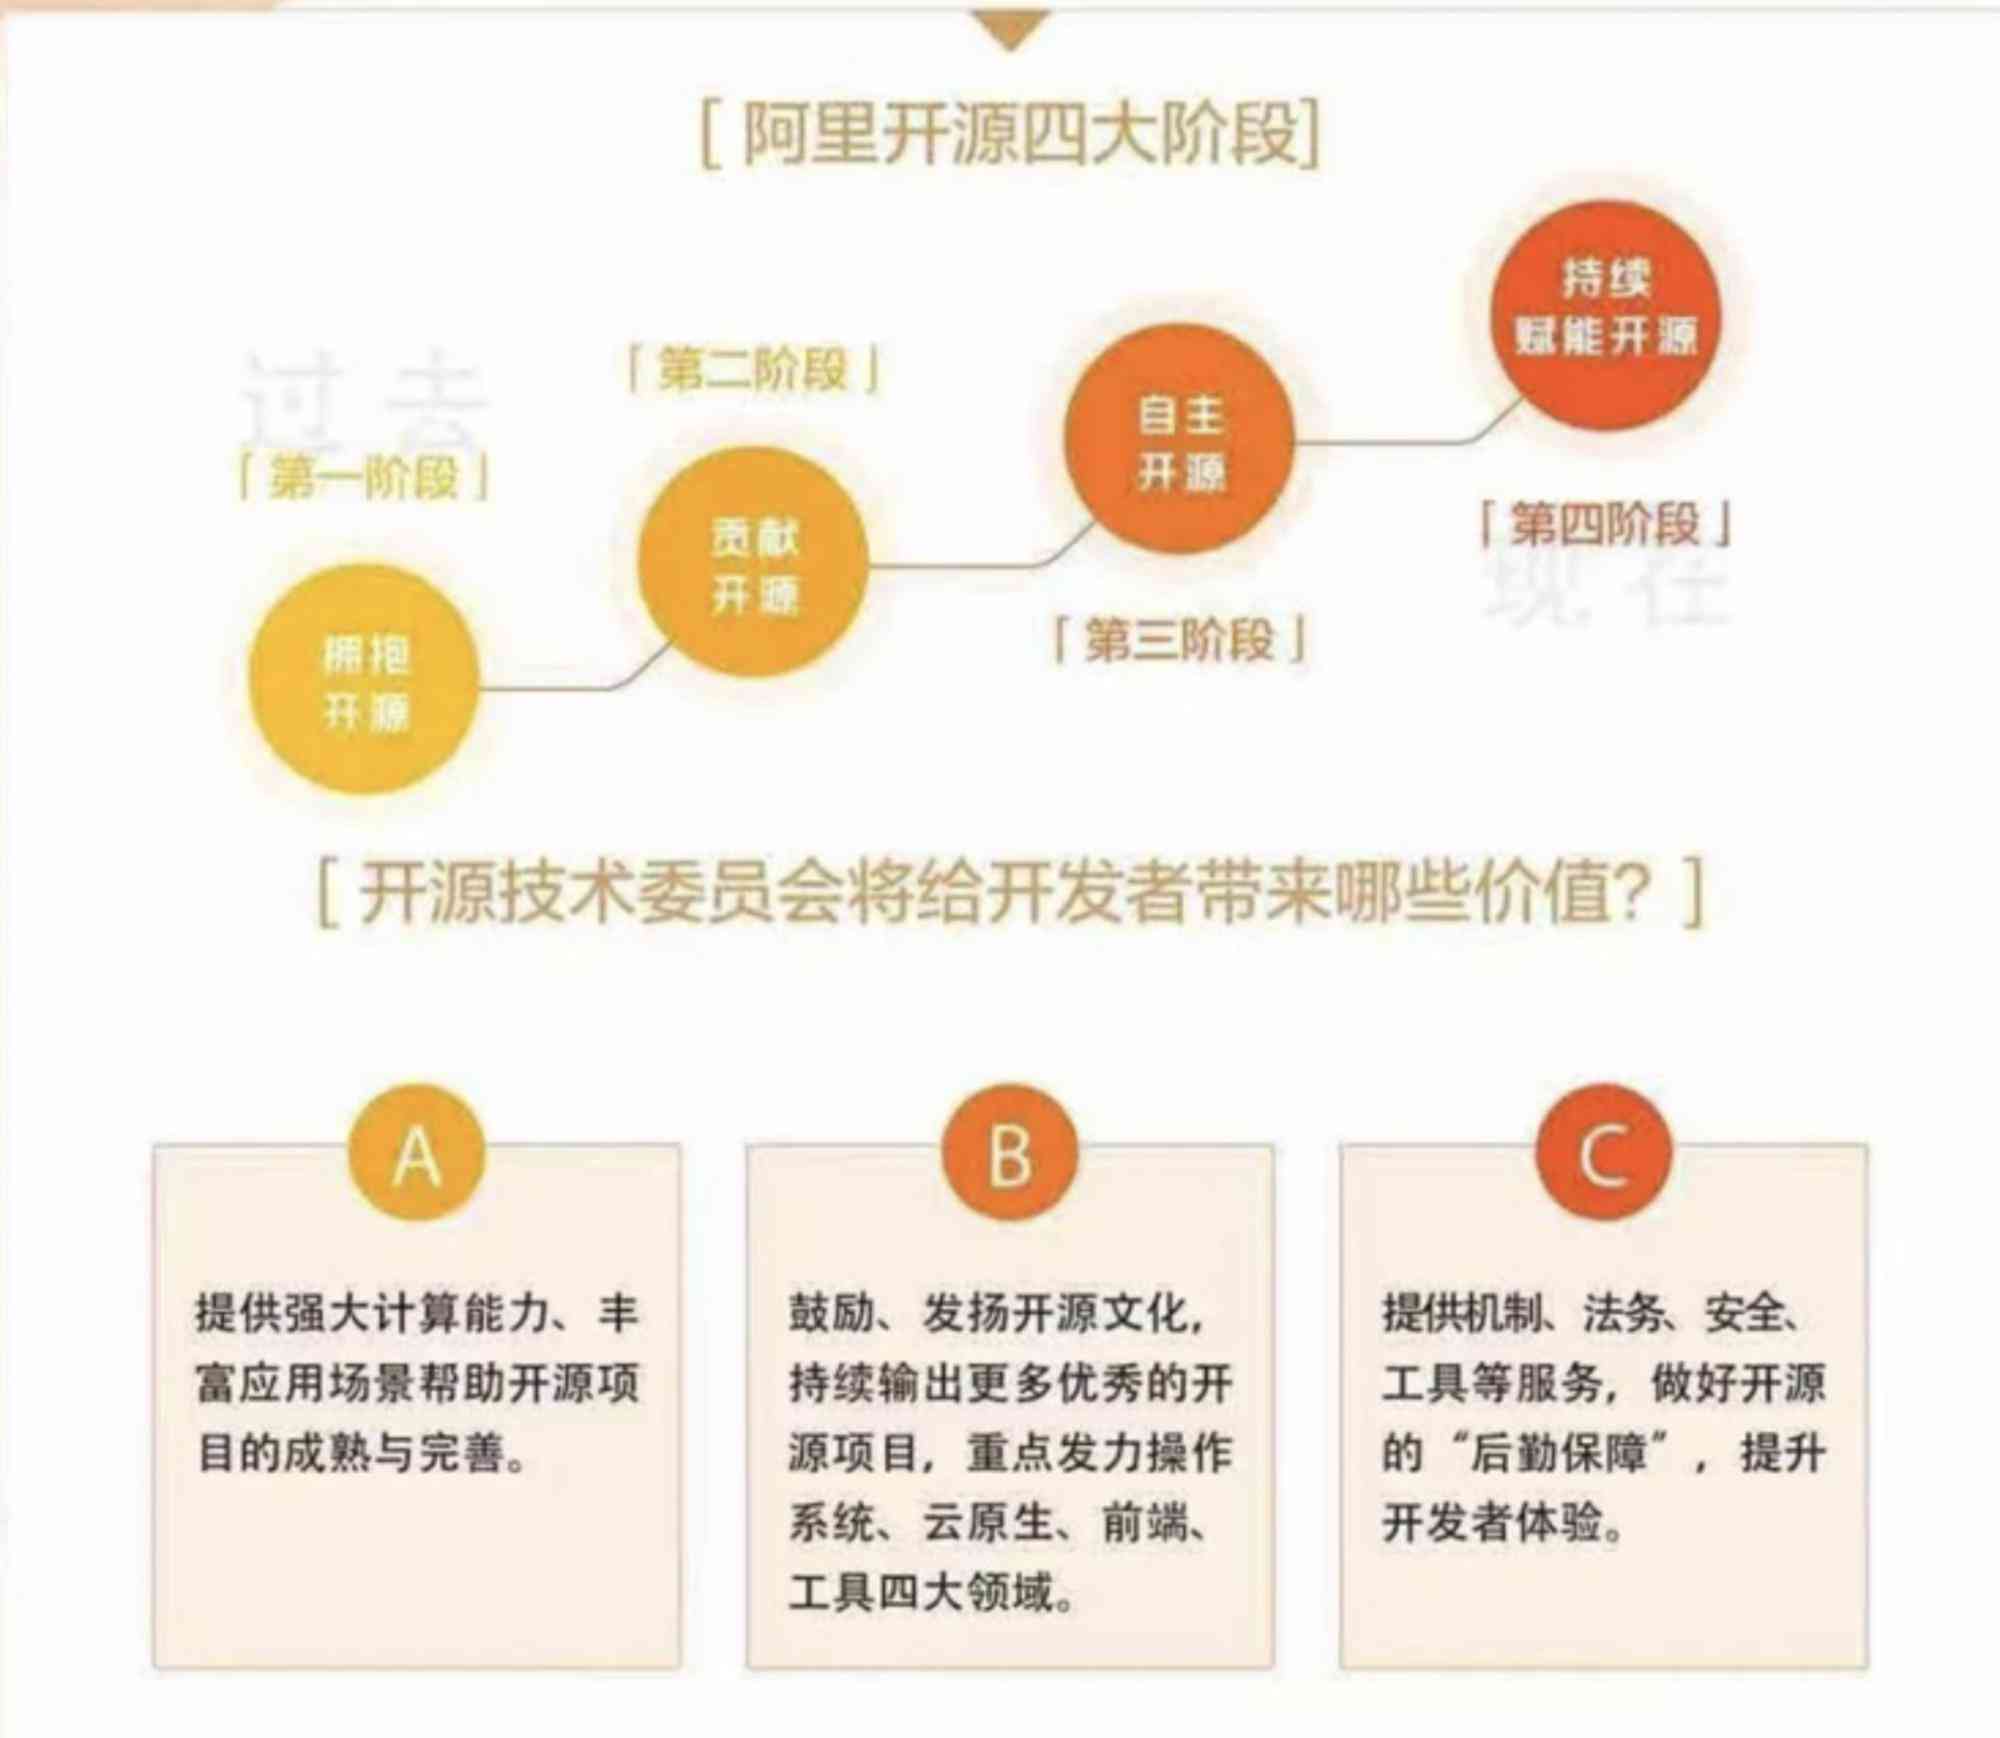 [ 阿里开源四大阶段]
持续
赋能开源
「 第二阶段 」
过去
自主
开源
「 第一阶段 」
「 第四阶段 」
贡献
开源
现在
「 第三阶段 」
拥抱
开源
[ 开源技术委员会将给开发者带来哪些价值? ]
A
提供强大计算能力、丰
富应用场景帮助开源项
目的成熟与完善。
B
鼓励、发扬开源文化,
持续输出更多优秀的开
源项目, 重点发力操作
系统、云原生、前端、
工具四大领域。
C
提供机制、法务、安全、
工具等服务, 做好开源
的“后勤保障”, 提升
开发者体验。